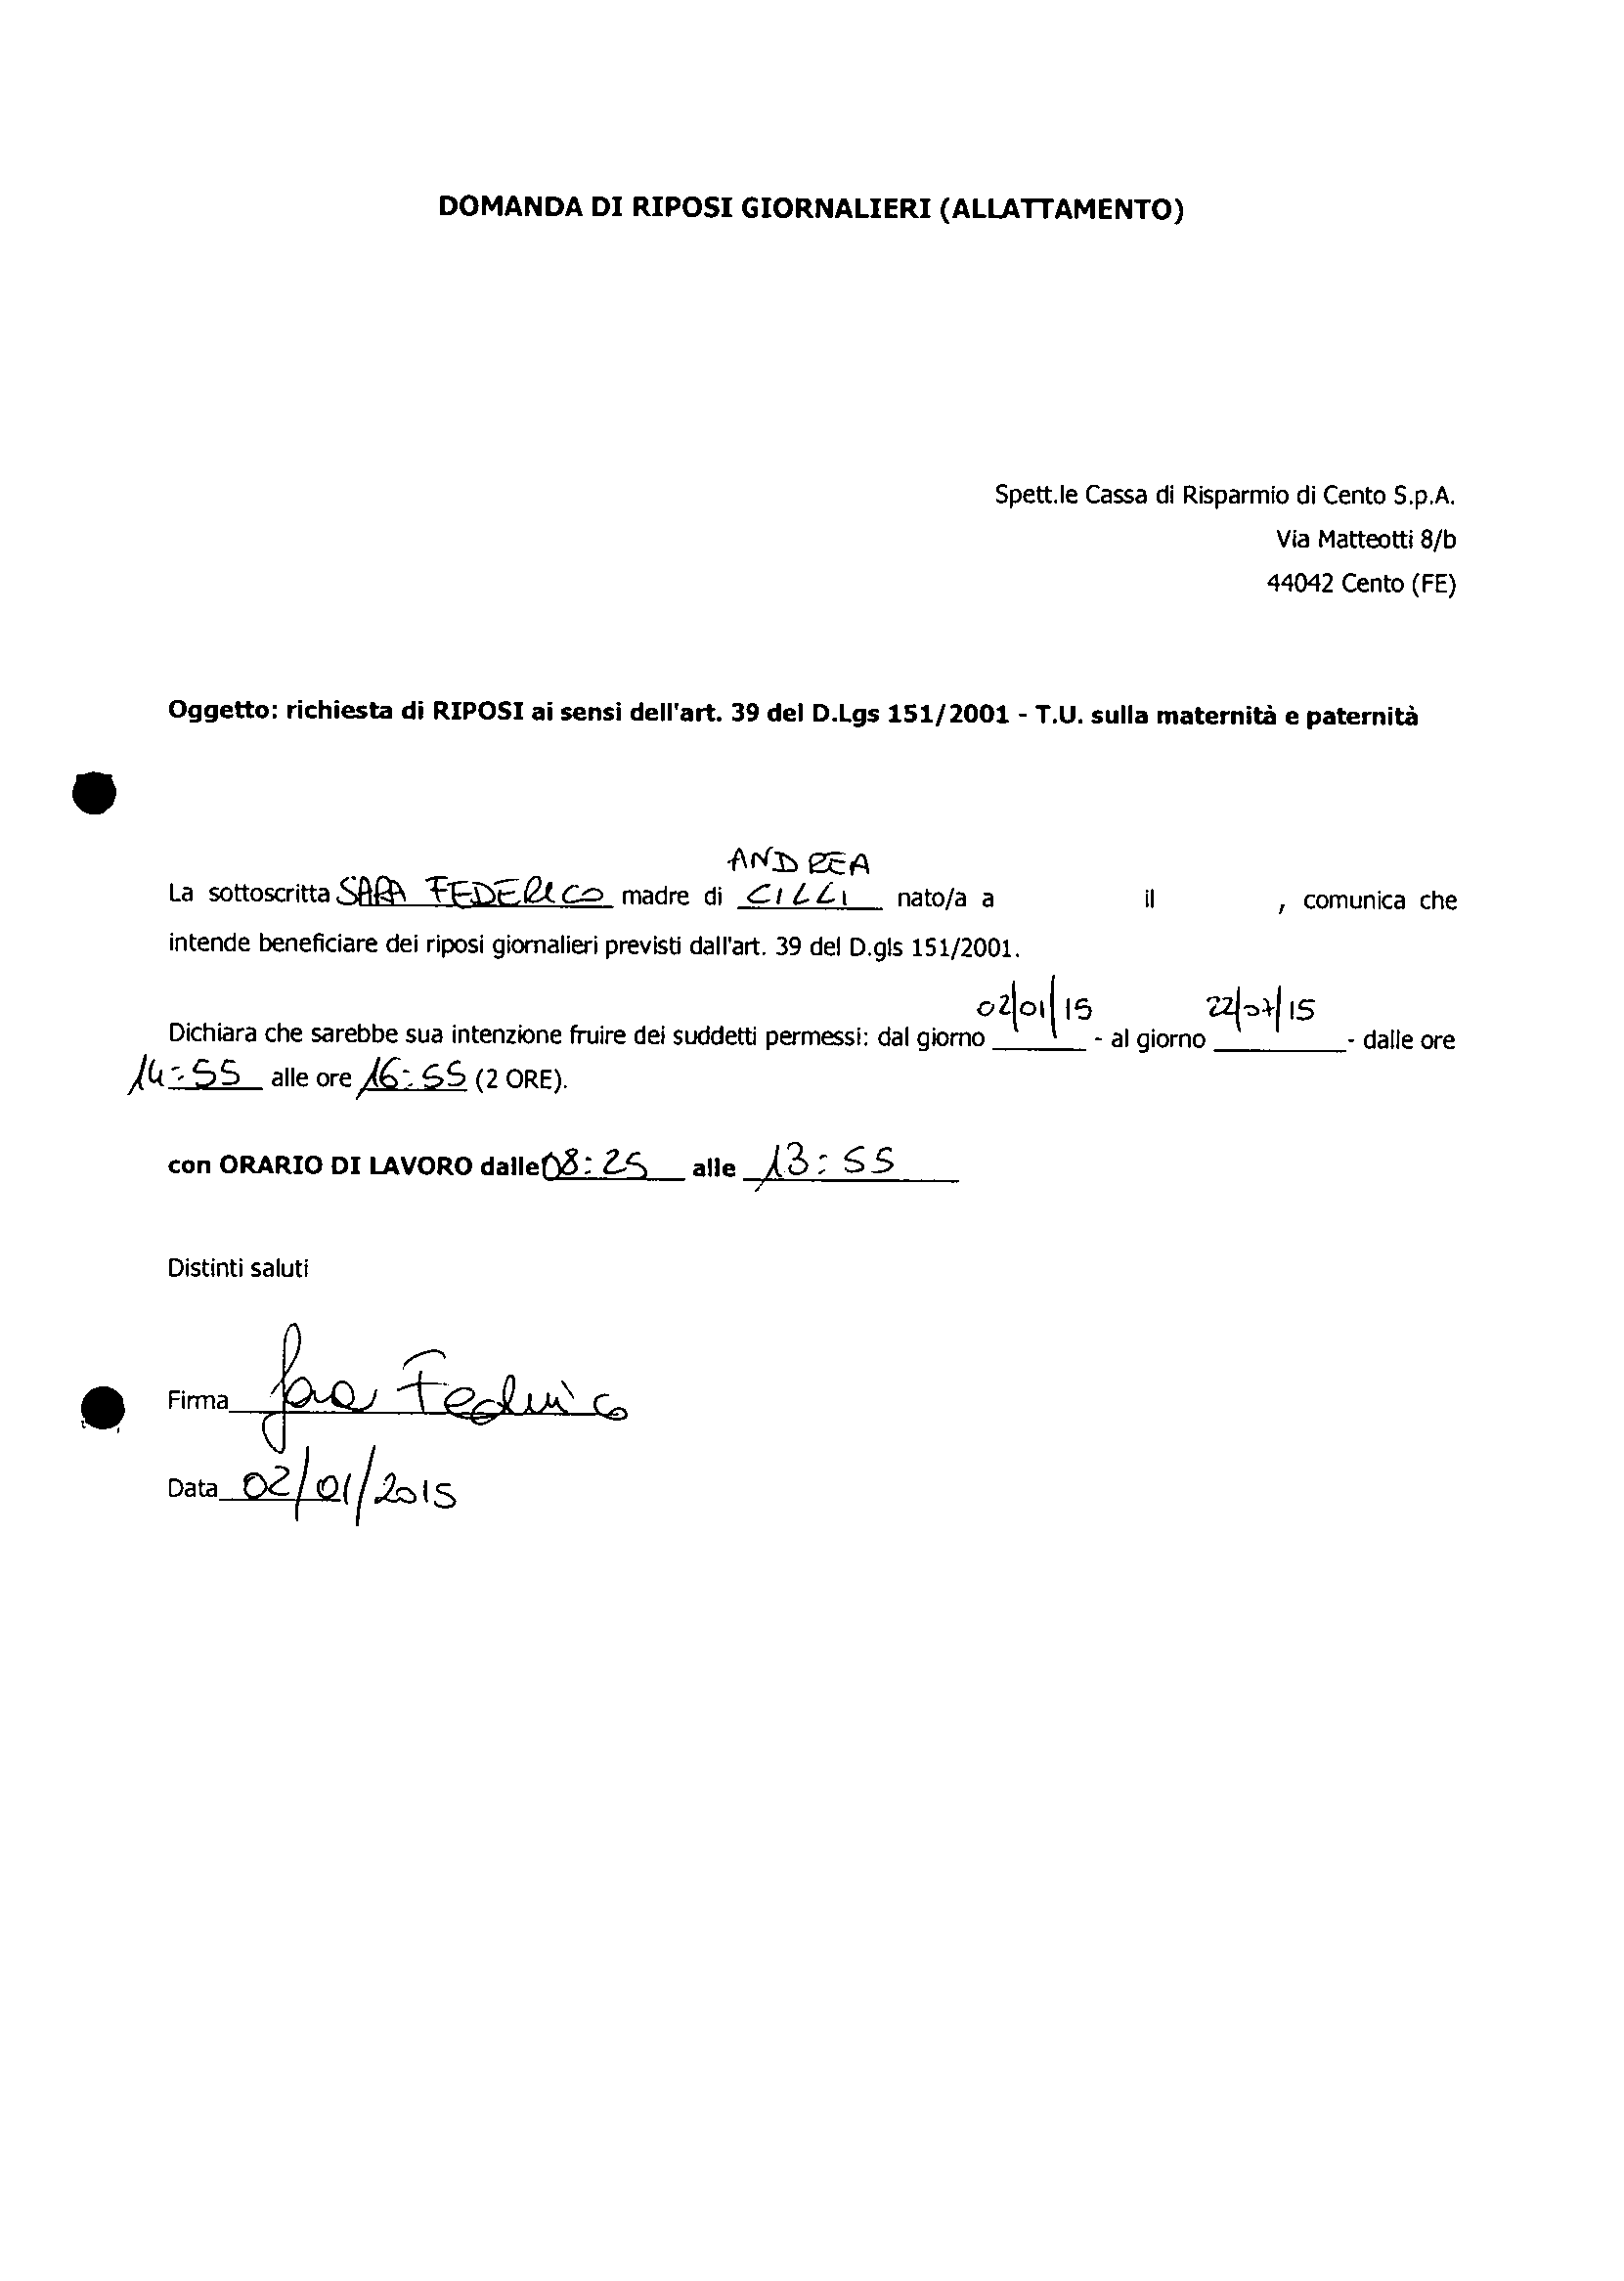 DOMANDA DI RIPOSI GIORNALIERI (ALLATTAMENTO)
Spett.le Cassa di Risparmio di Cento S.p.A.
Via Matteotti 8/b
44042 Cento (FE)
Oggetto: richiesta di RIPOSI ai sensi dell'art. 39 del D.Lgs 151/2001 - T.U. sulla maternità e paternità
ANDREA
La sottoscritta SARA FEDERICO madre di CILLI nato/a a il , comunica che
intende beneficiare dei riposi giornalieri previsti dall'art. 39 del D.gls 151/2001.
02/01/15 22/07/15
Dichiara che sarebbe sua intenzione fruire dei suddetti permessi: dal giorno - al giorno - dalle ore
14:55 alle ore 16:55 (2 ORE).
con ORARIO DI LAVORO dalle 08:25 alle 13:55
Distinti saluti
Firma Sara Federico
Data 02/01/2015